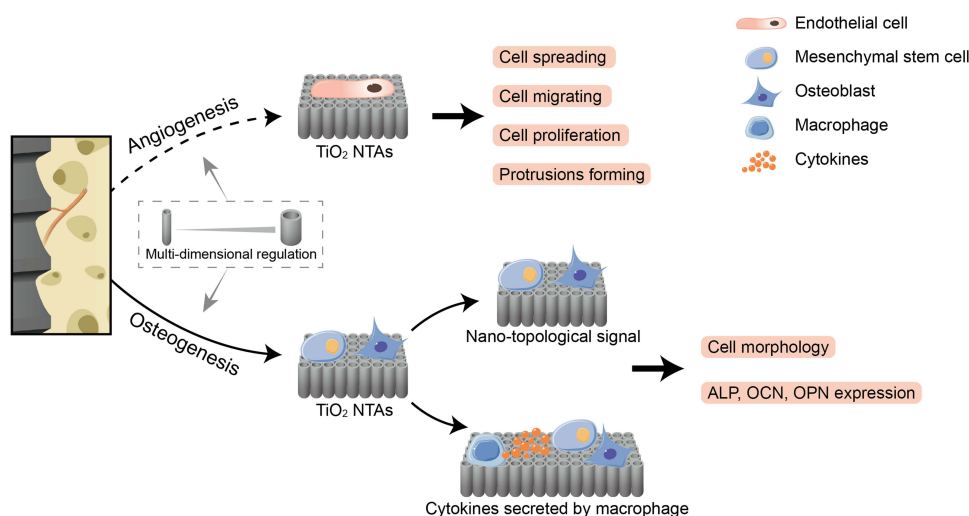 Endothelial cell
Mesenchymal stem cell
Osteoblast
Macrophage
Cytokines
Angiogenesis
TiO₂ NTAs
Cell spreading
Cell migrating
Cell proliferation
Protrusions forming
Multi-dimensional regulation
Osteogenesis
TiO₂ NTAs
Nano-topological signal
Cytokines secreted by macrophage
Cell morphology
ALP, OCN, OPN expression